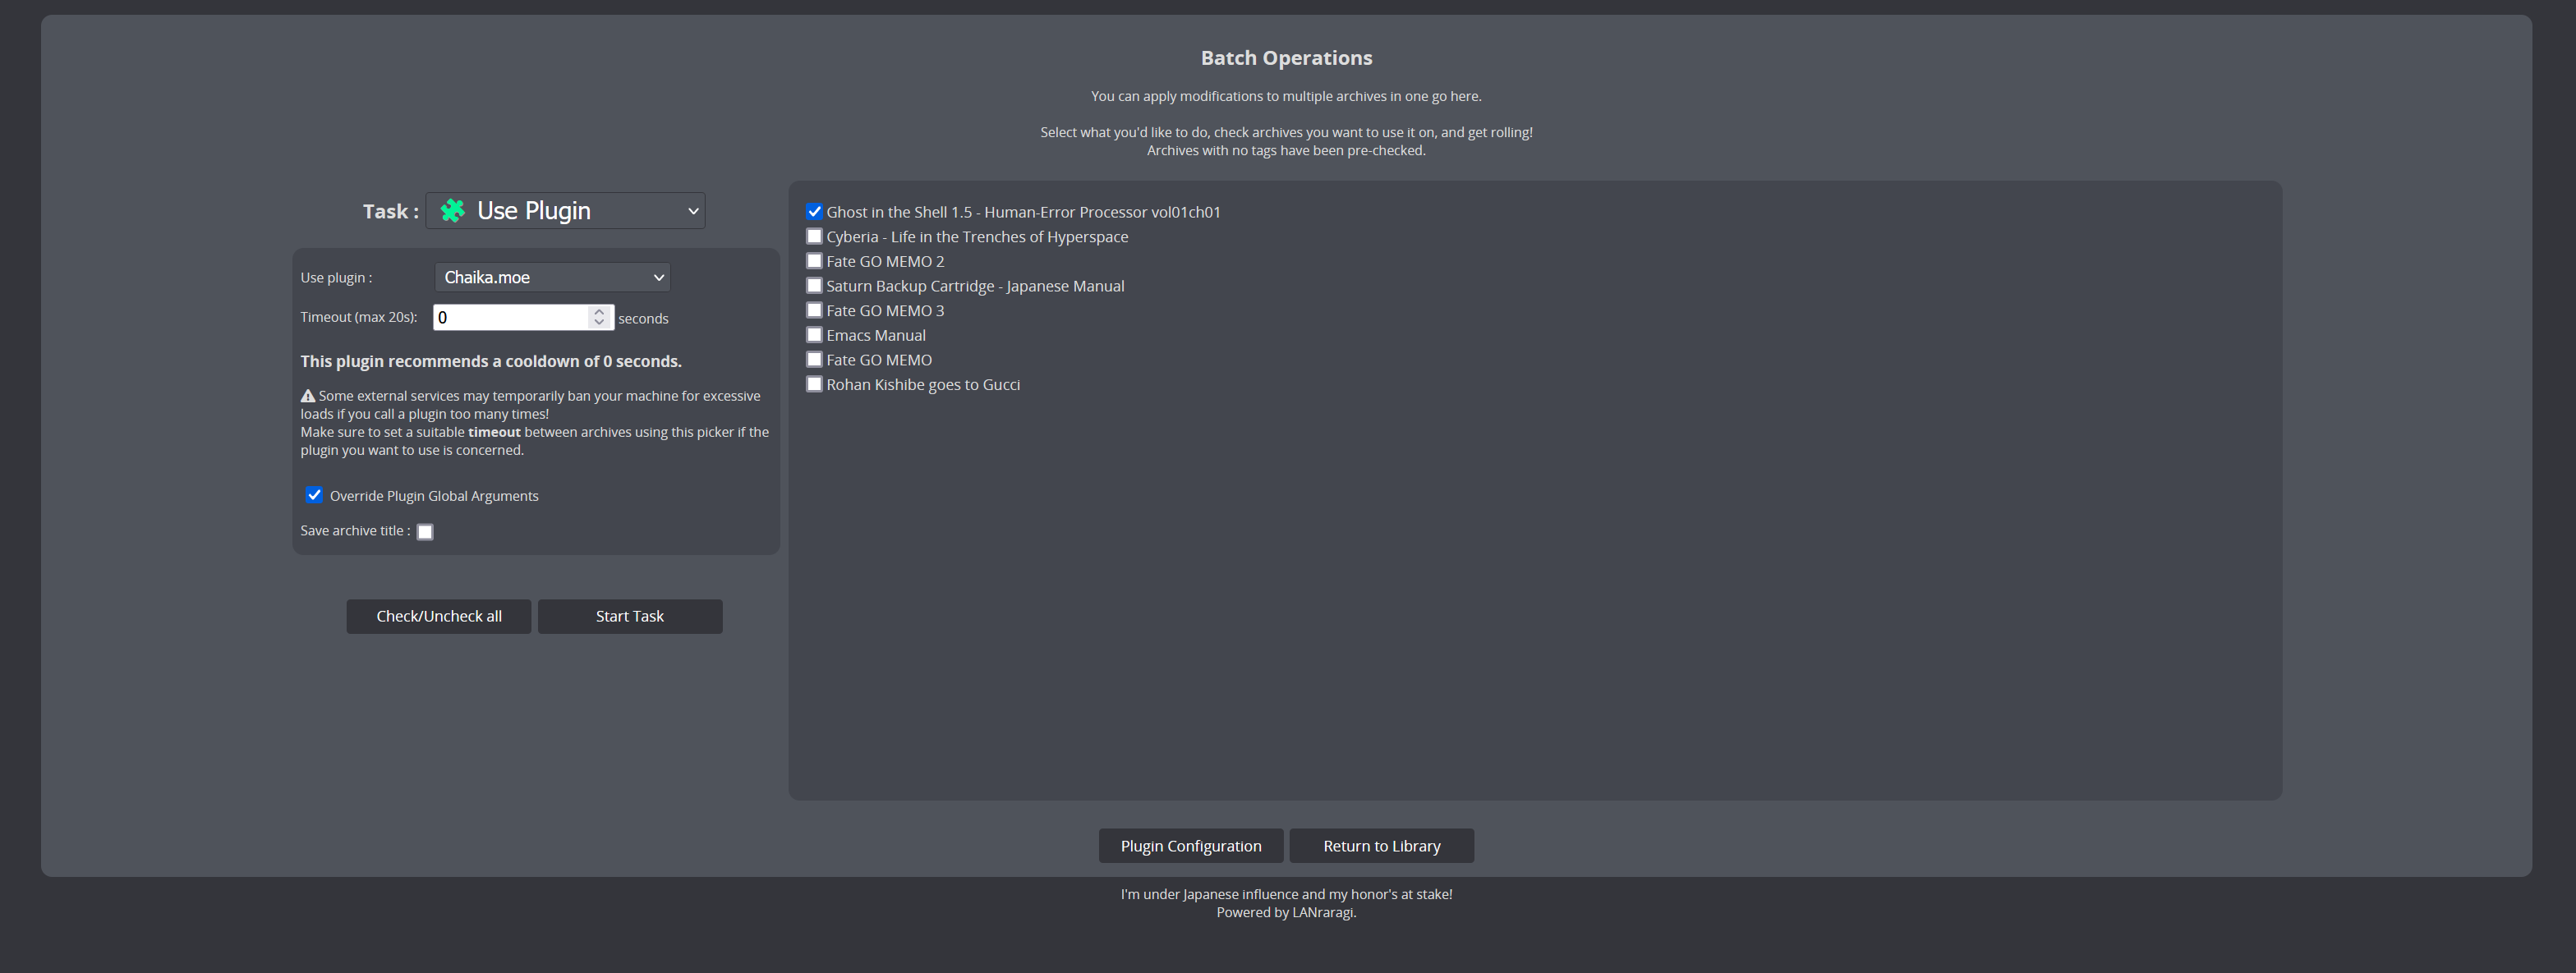 Batch Operations
You can apply modifications to multiple archives in one go here.
Select what you'd like to do, check archives you want to use it on, and get rolling!
Archives with no tags have been pre-checked.
Task : Use Plugin
Use plugin : Chaika.moe
Timeout (max 20s): 0 seconds
This plugin recommends a cooldown of 0 seconds.
Some external services may temporarily ban your machine for excessive
loads if you call a plugin too many times!
Make sure to set a suitable timeout between archives using this picker if the
plugin you want to use is concerned.
Override Plugin Global Arguments
Save archive title :
Check/Uncheck all
Start Task
Ghost in the Shell 1.5 - Human-Error Processor vol01ch01
Cyberia - Life in the Trenches of Hyperspace
Fate GO MEMO 2
Saturn Backup Cartridge - Japanese Manual
Fate GO MEMO 3
Emacs Manual
Fate GO MEMO
Rohan Kishibe goes to Gucci
Plugin Configuration
Return to Library
I'm under Japanese influence and my honor's at stake!
Powered by LANraragi.